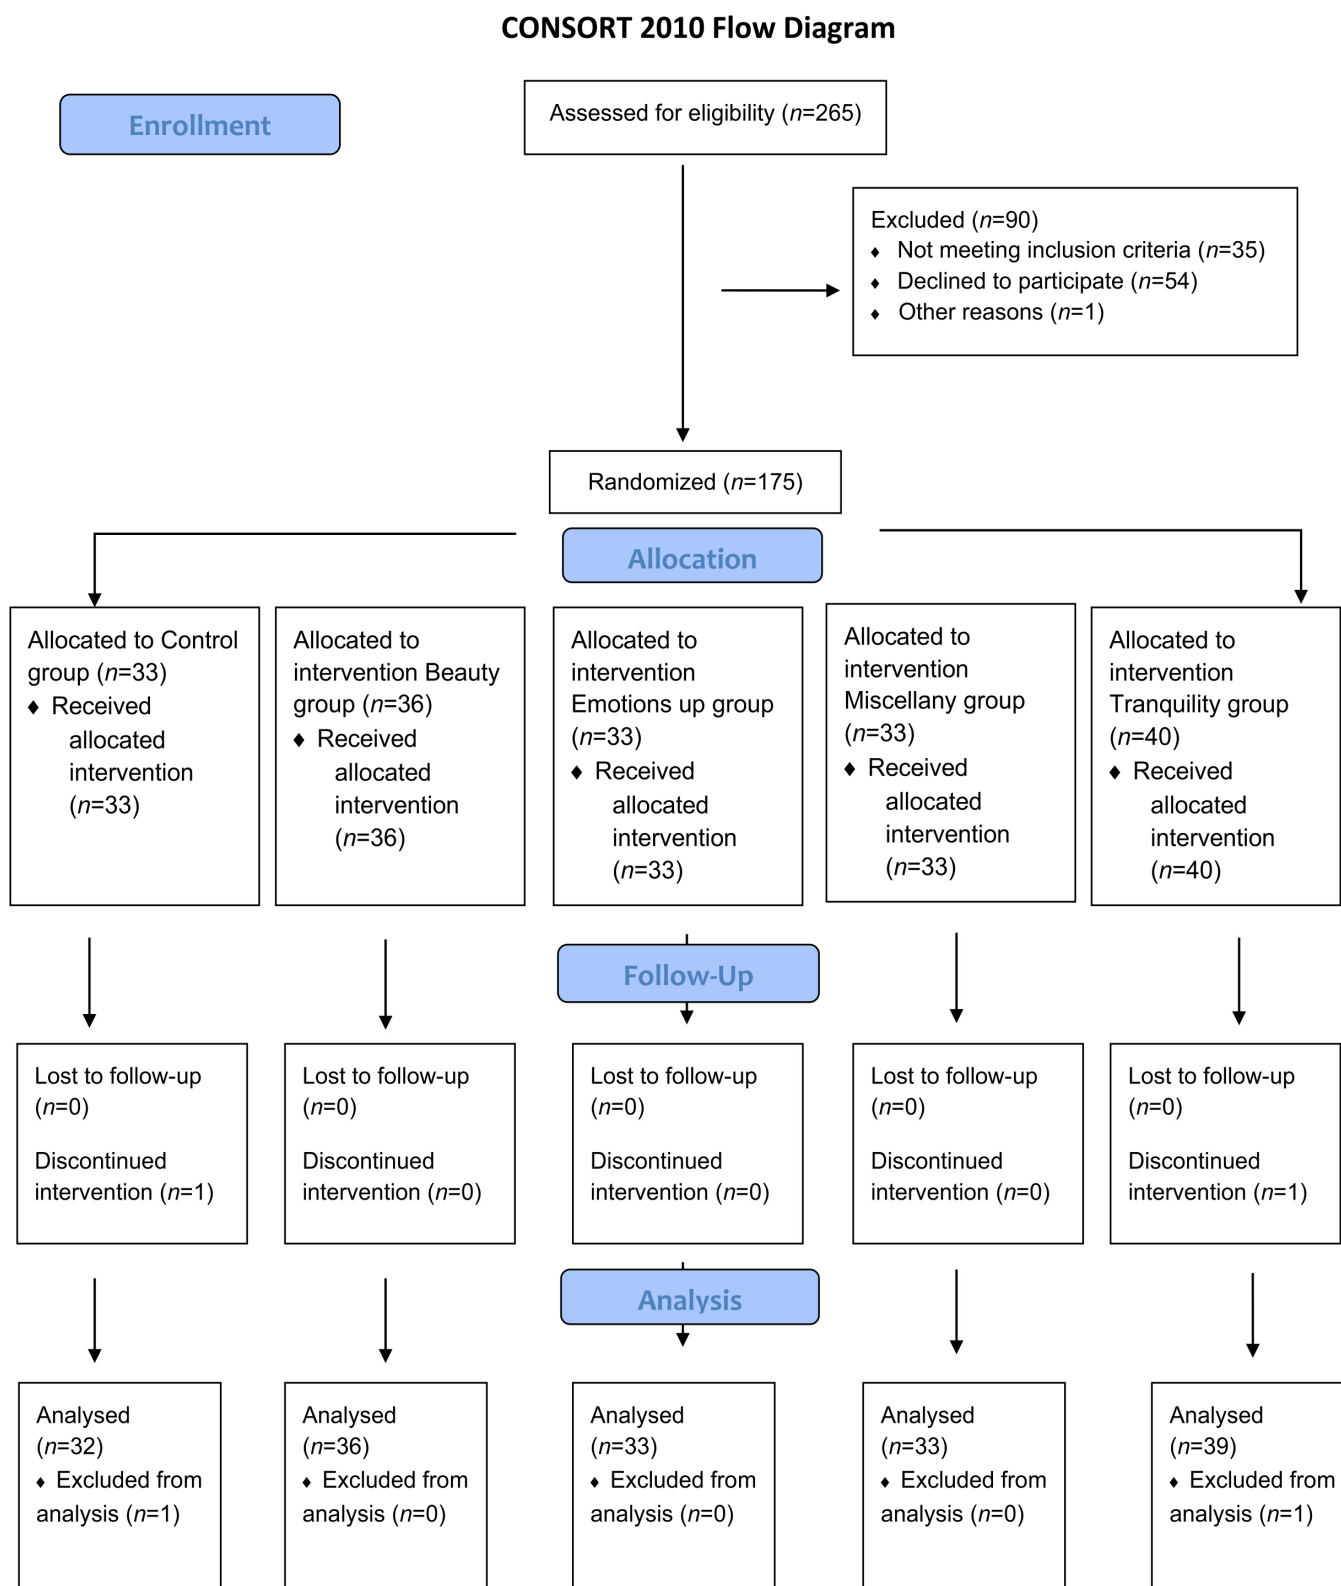 CONSORT 2010 Flow Diagram
Enrollment
Assessed for eligibility (n=265)
Excluded (n=90)
♦ Not meeting inclusion criteria (n=35)
♦ Declined to participate (n=54)
♦ Other reasons (n=1)
Randomized (n=175)
Allocation
Allocated to Control
group (n=33)
♦ Received
allocated
intervention
(n=33)
Allocated to
intervention Beauty
group (n=36)
♦ Received
allocated
intervention
(n=36)
Allocated to
intervention
Emotions up group
(n=33)
♦ Received
allocated
intervention
(n=33)
Allocated to
intervention
Miscellany group
(n=33)
♦ Received
allocated
intervention
(n=33)
Allocated to
intervention
Tranquility group
(n=40)
♦ Received
allocated
intervention
(n=40)
Follow-Up
Lost to follow-up
(n=0)
Discontinued
intervention (n=1)
Lost to follow-up
(n=0)
Discontinued
intervention (n=0)
Lost to follow-up
(n=0)
Discontinued
intervention (n=0)
Lost to follow-up
(n=0)
Discontinued
intervention (n=0)
Lost to follow-up
(n=0)
Discontinued
intervention (n=1)
Analysis
Analysed
(n=32)
♦ Excluded from
analysis (n=1)
Analysed
(n=36)
♦ Excluded from
analysis (n=0)
Analysed
(n=33)
♦ Excluded from
analysis (n=0)
Analysed
(n=33)
♦ Excluded from
analysis (n=0)
Analysed
(n=39)
♦ Excluded from
analysis (n=1)